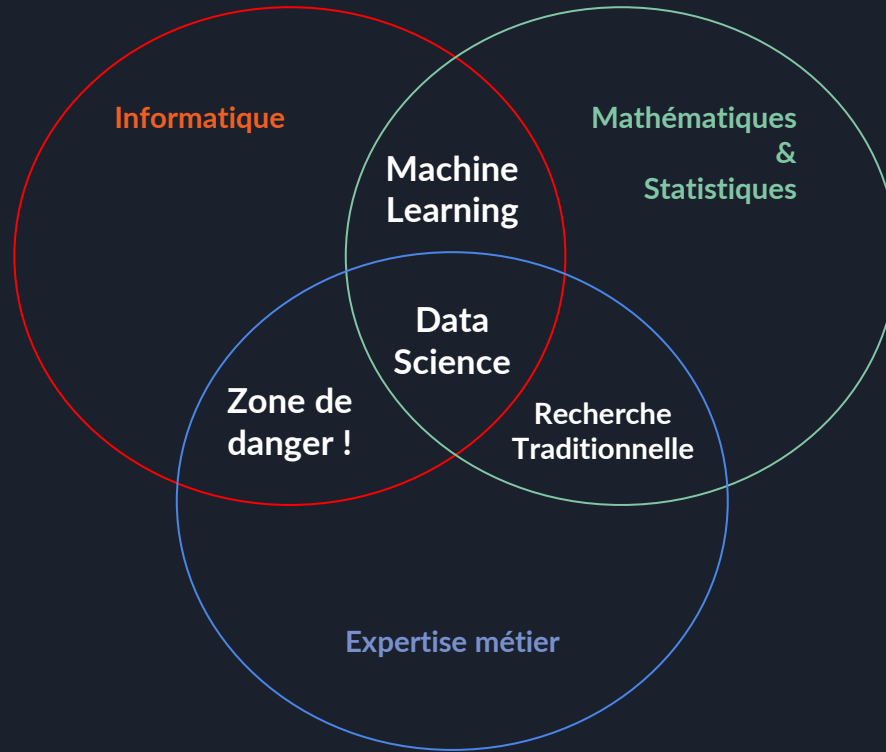 Informatique
Mathématiques
&
Statistiques
Machine
Learning
Data
Science
Zone de
danger !
Recherche
Traditionnelle
Expertise métier